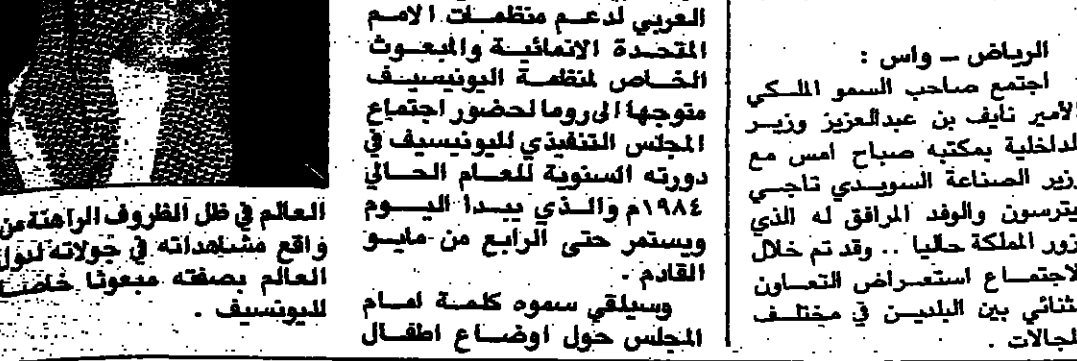 الرياض – واس :
اجتمع صاحب السمو الملكي
الأمير نايف بن عبدالعزيز وزير
الداخلية بمكتبه صباح امس مع
وزير الصناعة السويدي تاجي
بيترسون والوفد المرافق له الذي
يزور المملكة حاليا .. وقد تم خلال
الاجتماع استعراض التعاون
الثنائي بين البلدين في مختلف
المجالات .
العربي لدعم منظمات الامم
المتحدة الانمائية والمبعوث
الخاص لمنظمة اليونيسيف
متوجها الى روما لحضور اجتماع
المجلس التنفيذي لليونيسيف في
دورته السنوية للعام الحالي
١٩٨٤م والذي يبدا اليوم
ويستمر حتى الرابع من مايو
القادم .
وسيلقي سموه كلمة امام
المجلس حول اوضاع اطفال
العالم في ظل الظروف الراهنة من
واقع مشاهداته في جولاته لدول
العالم بصفته مبعوثا خاصا
لليونسيف .